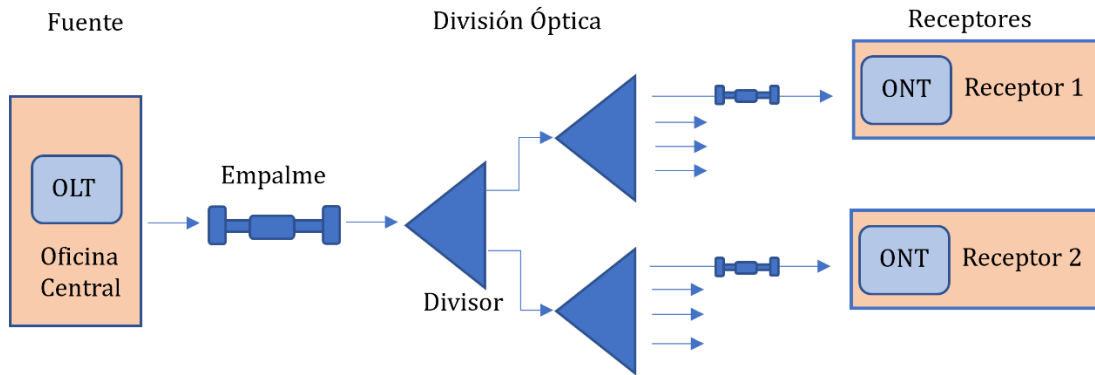 Fuente
División Óptica
Receptores
OLT
Oficina
Central
Empalme
Divisor
ONT
Receptor 1
ONT
Receptor 2